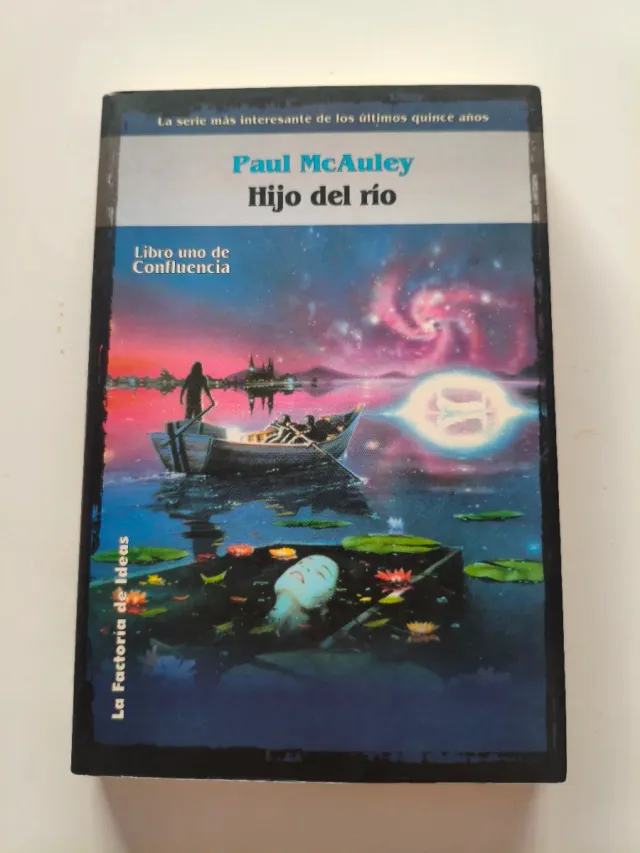 La serie más interesante de los últimos quince años
Paul McAuley
Hijo del río
Libro uno de
Confluencia
La Factoría de Ideas